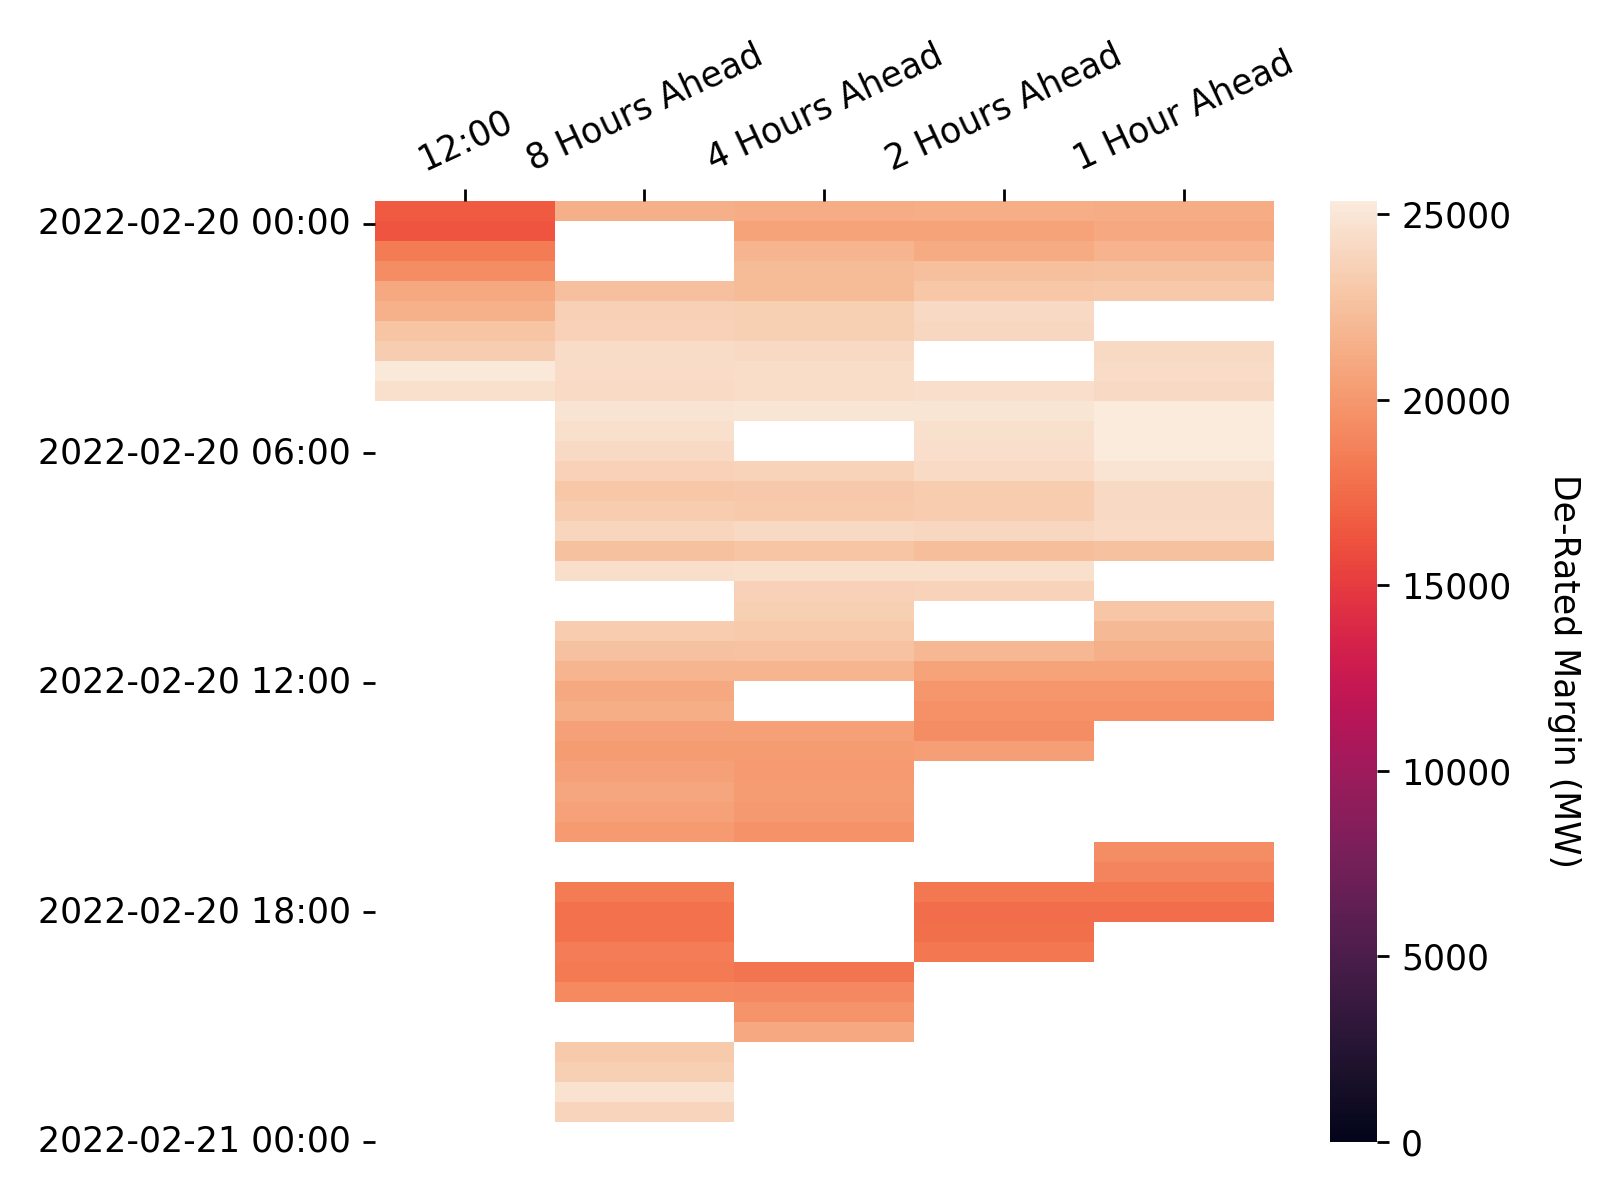 12:00
8 Hours Ahead
4 Hours Ahead
2 Hours Ahead
1 Hour Ahead
2022-02-20 00:00
2022-02-20 06:00
2022-02-20 12:00
2022-02-20 18:00
2022-02-21 00:00
25000
20000
15000
10000
5000
0
De-Rated Margin (MW)